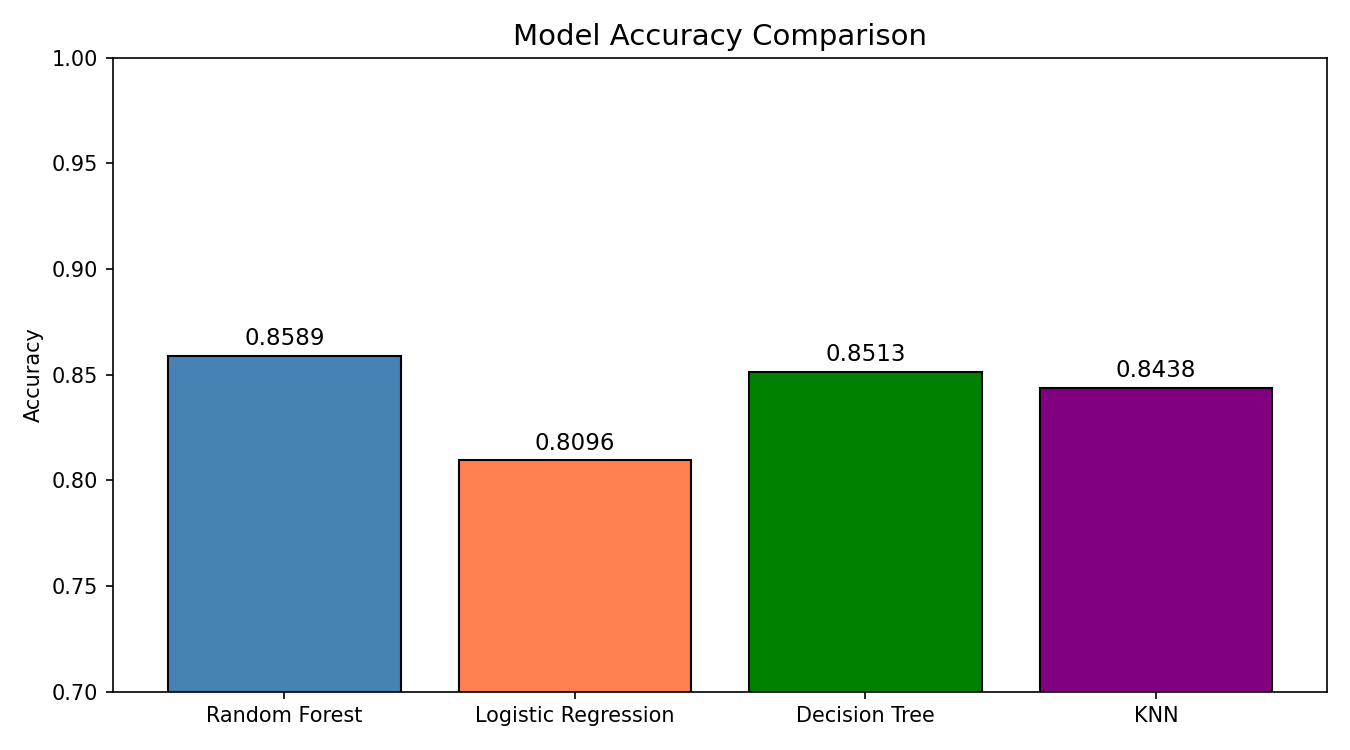 Model Accuracy Comparison
1.00
0.95
0.90
0.85
0.80
0.75
0.70
Accuracy
0.8589
0.8096
0.8513
0.8438
Random Forest
Logistic Regression
Decision Tree
KNN